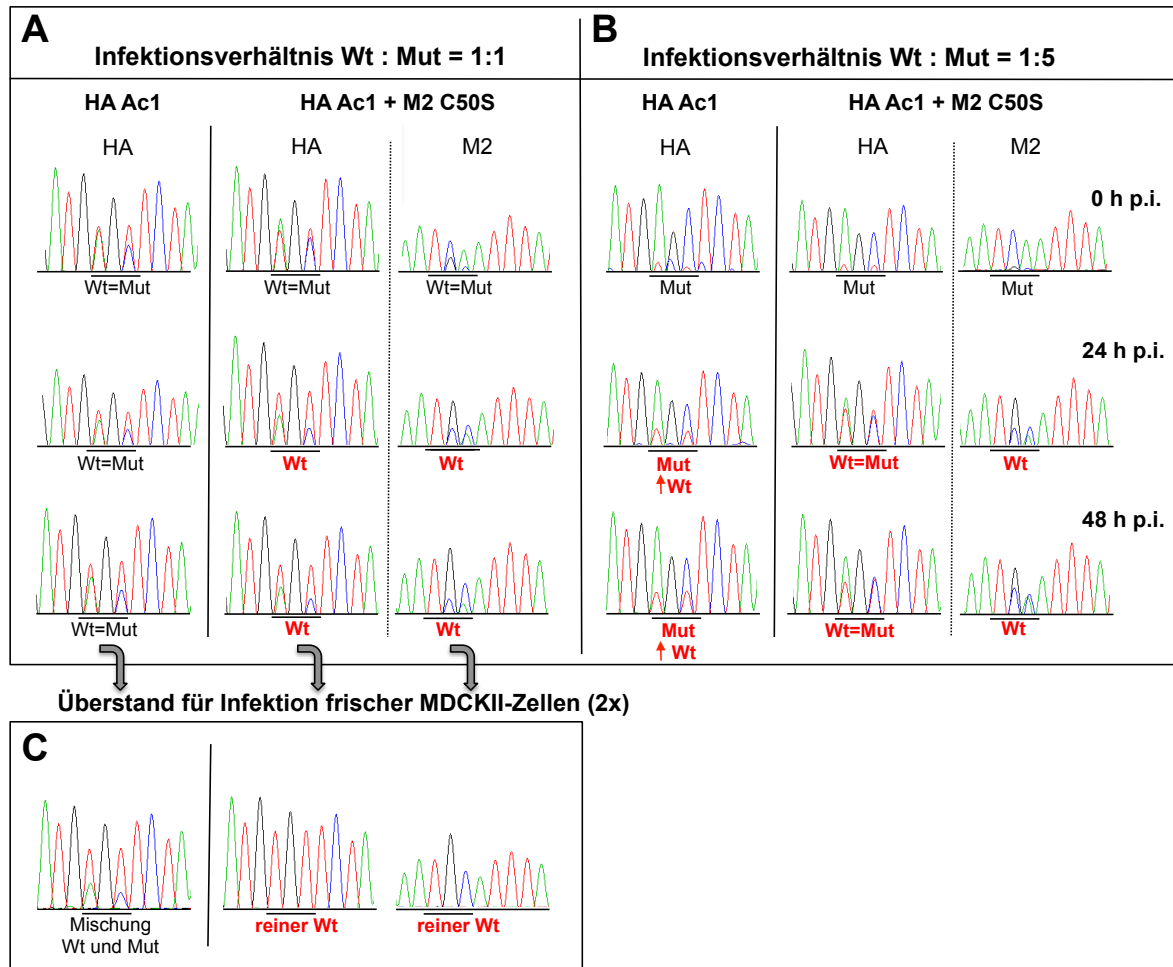 A
Infektionsverhältnis Wt : Mut = 1:1
HA Ac1
HA Ac1 + M2 C50S
HA
HA
M2
Wt=Mut
Wt=Mut
Wt=Mut
Wt=Mut
Wt
Wt
Wt=Mut
Wt
Wt
B
Infektionsverhältnis Wt : Mut = 1:5
HA Ac1
HA Ac1 + M2 C50S
HA
HA
M2
0 h p.i.
Mut
Mut
Mut
24 h p.i.
Mut
Wt=Mut
Wt
↑Wt
48 h p.i.
Mut
Wt=Mut
Wt
↑ Wt
Überstand für Infektion frischer MDCKII-Zellen (2x)
C
Mischung
Wt und Mut
reiner Wt
reiner Wt